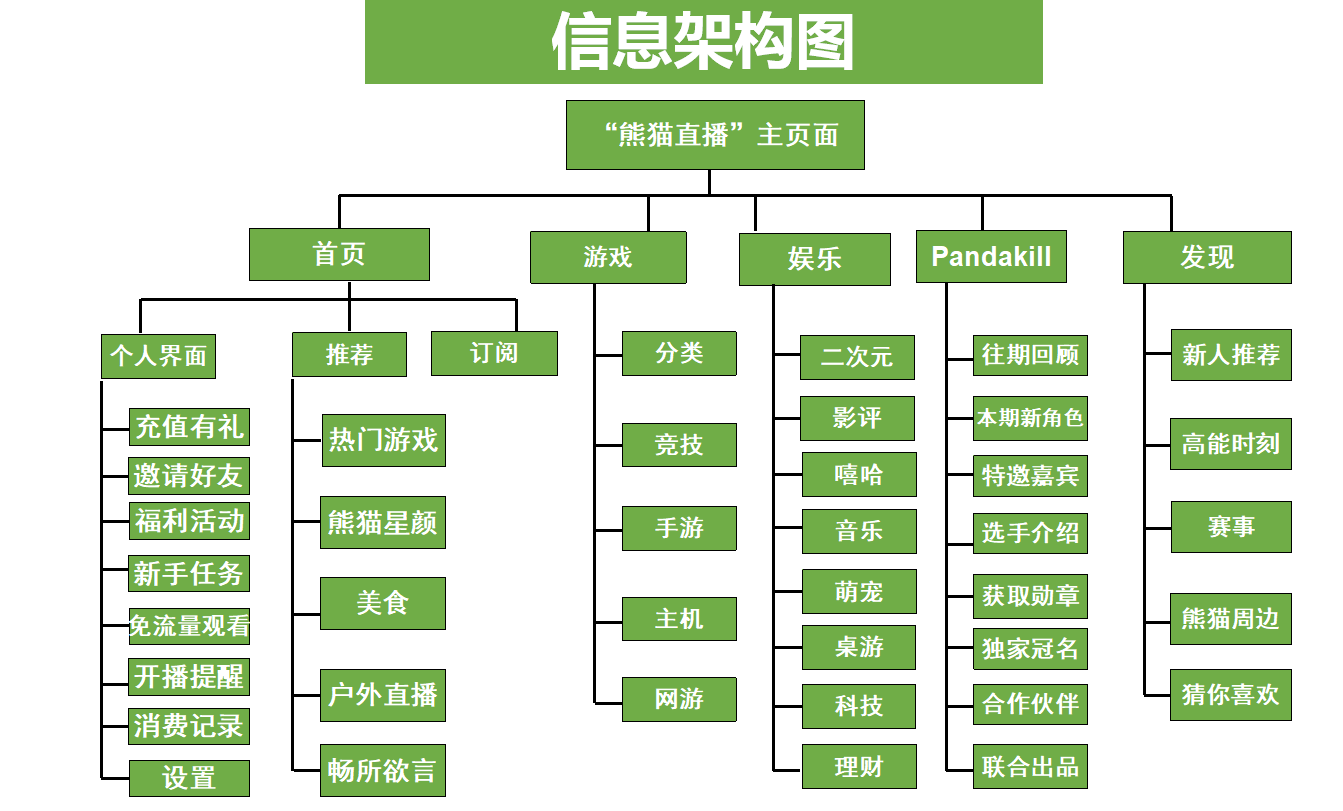 信息架构图
“熊猫直播”主页面
首页
游戏
娱乐
Pandakill
发现
个人界面
推荐
订阅
充值有礼
邀请好友
福利活动
新手任务
免流量观看
开播提醒
消费记录
设置
热门游戏
熊猫星颜
美食
户外直播
畅所欲言
分类
竞技
手游
主机
网游
二次元
影评
嘻哈
音乐
萌宠
桌游
科技
理财
往期回顾
本期新角色
特邀嘉宾
选手介绍
获取勋章
独家冠名
合作伙伴
联合出品
新人推荐
高能时刻
赛事
熊猫周边
猜你喜欢